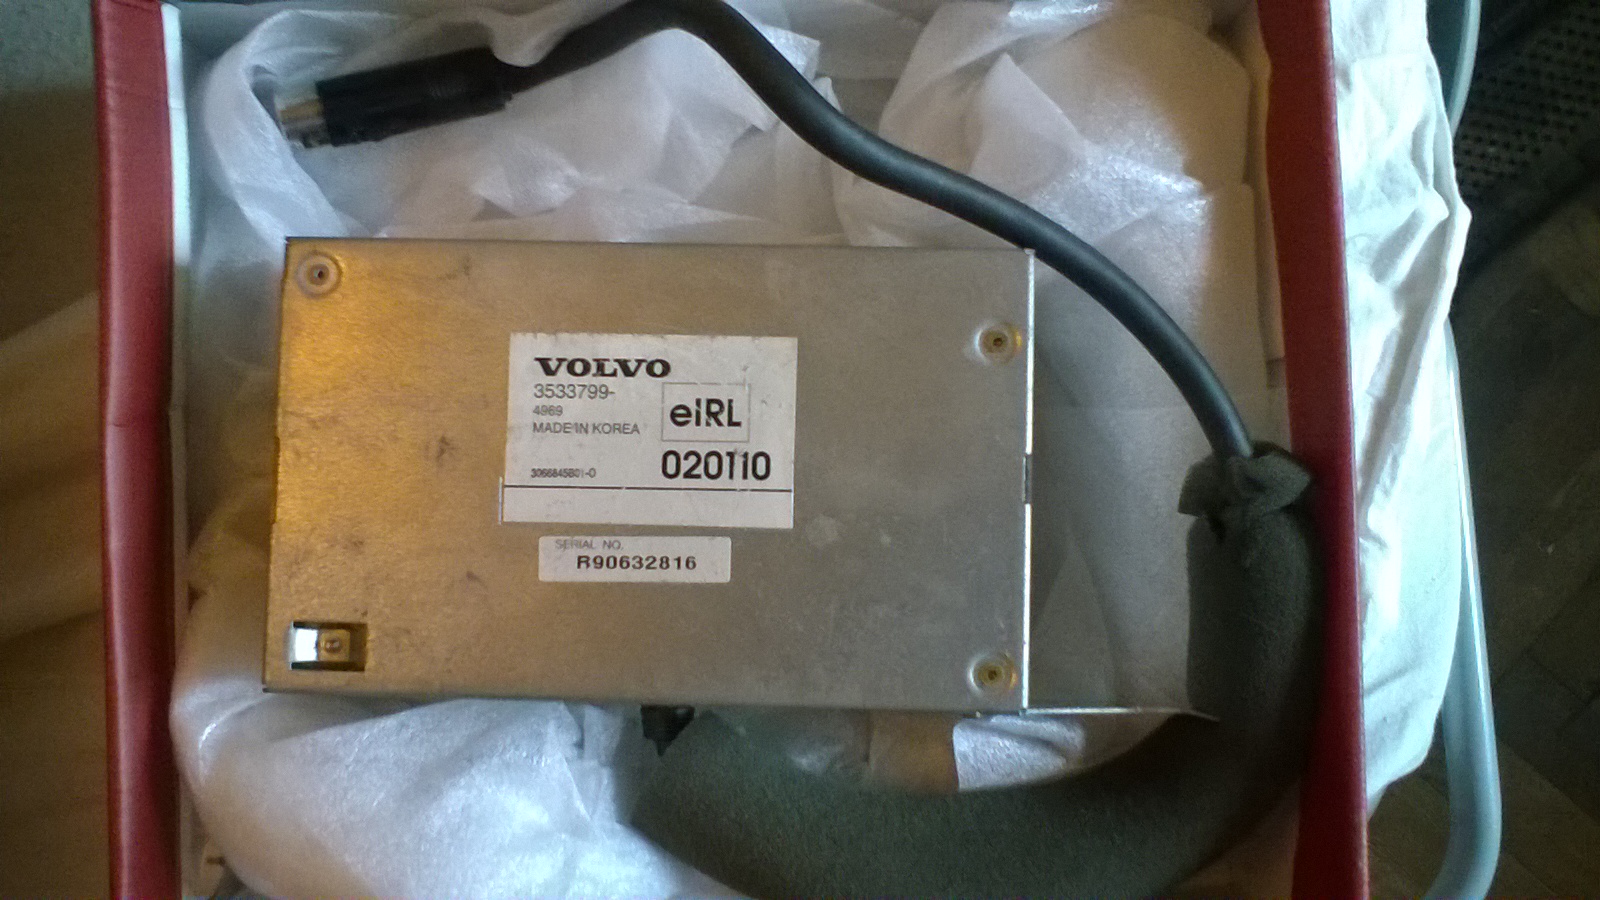 VOLVO
3533799-
4969
MADE IN KOREA
eIRL
020110
3066845B01-0
SERIAL NO.
R90632816